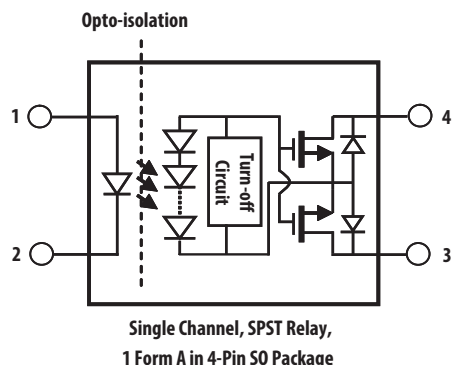 Opto-isolation
1
4
Turn-off
Circuit
2
3
Single Channel, SPST Relay,
1 Form A in 4-Pin SO Package